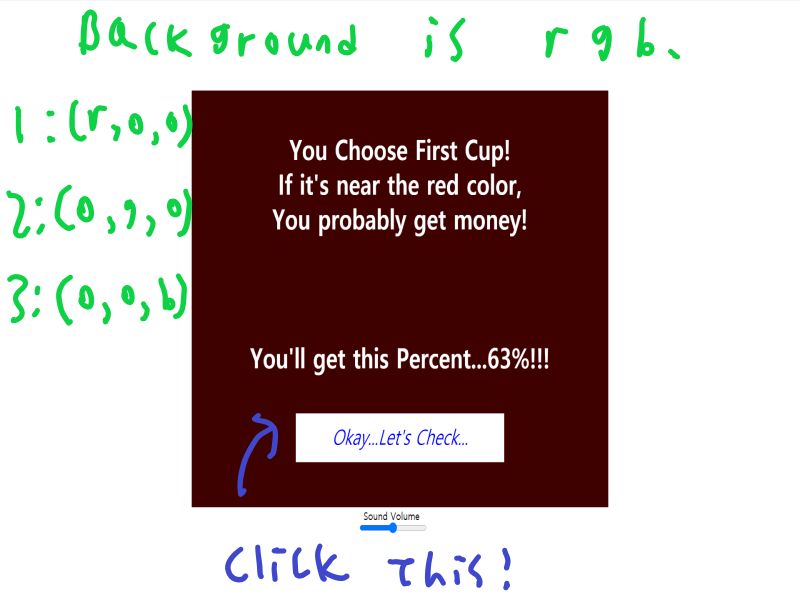 Background is rgb.
1:(r,0,0)
2:(0,g,0)
3:(0,0,b)
You Choose First Cup!
If it's near the red color,
You probably get money!
You'll get this Percent...63%!!!
Okay...Let's Check...
Sound Volume
Click This!